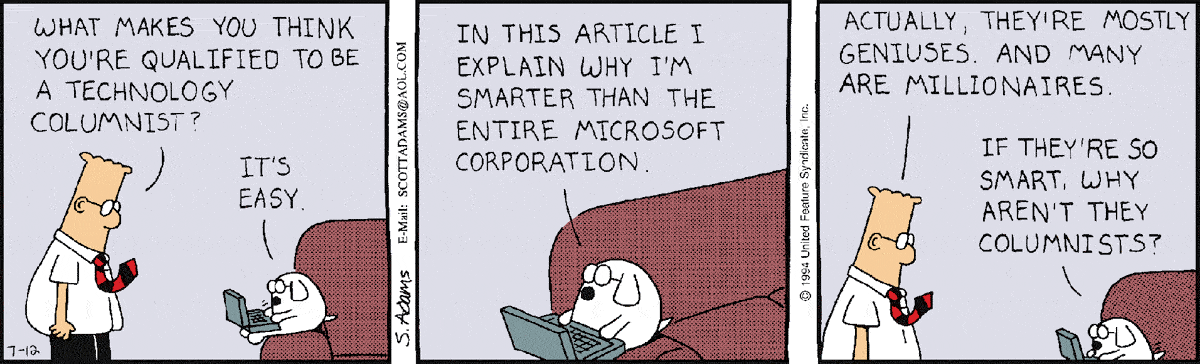 WHAT MAKES YOU THINK
YOU'RE QUALIFIED TO BE
A TECHNOLOGY
COLUMNIST?
IT'S
EASY.
7-12
S. Adams E-Mail: SCOTTADAMS@AOL.COM
IN THIS ARTICLE I
EXPLAIN WHY I'M
SMARTER THAN THE
ENTIRE MICROSOFT
CORPORATION.
© 1994 United Feature Syndicate, Inc.
ACTUALLY, THEY'RE MOSTLY
GENIUSES. AND MANY
ARE MILLIONAIRES.
IF THEY'RE SO
SMART, WHY
AREN'T THEY
COLUMNISTS?